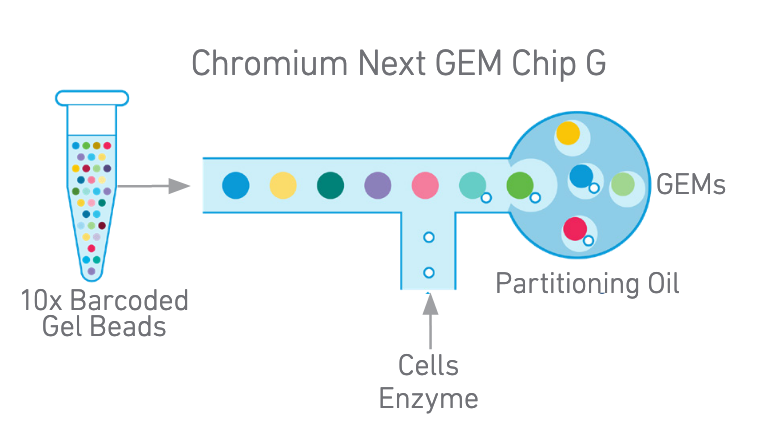 Chromium Next GEM Chip G
GEMs
Partitioning Oil
10x Barcoded
Gel Beads
Cells
Enzyme